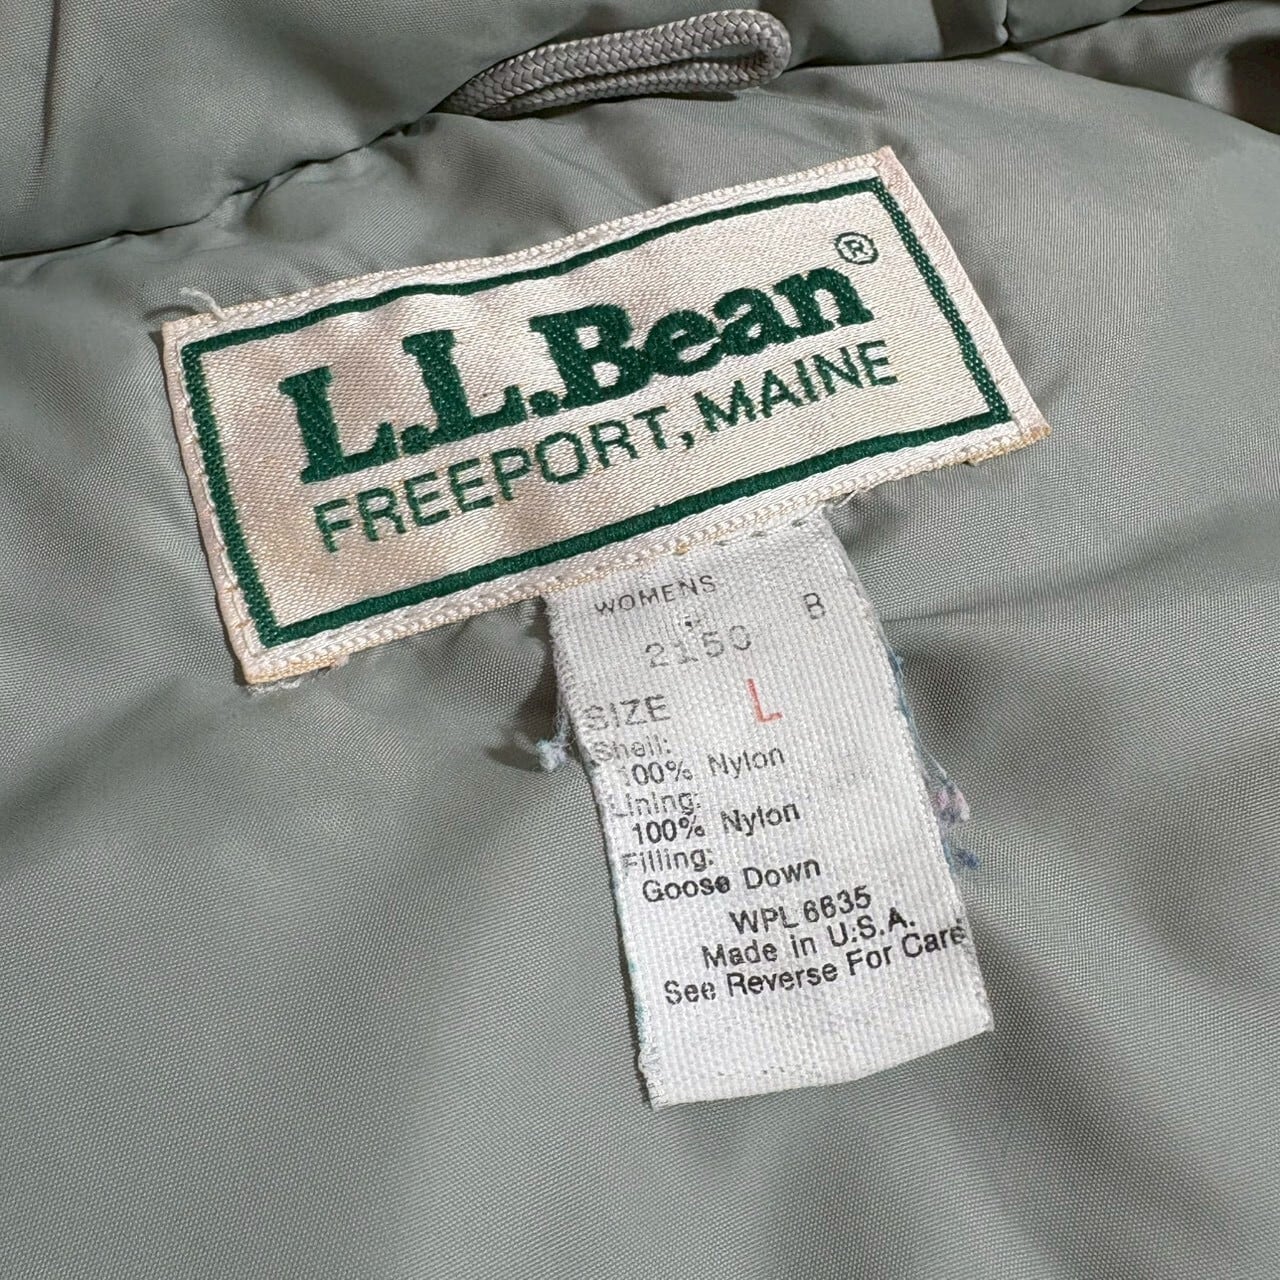 L.L.Bean®
FREEPORT, MAINE
WOMENS B
2150
SIZE L
Shell:
100% Nylon
Lining:
100% Nylon
Filling:
Goose Down
WPL 6635
Made in U.S.A.
See Reverse For Care